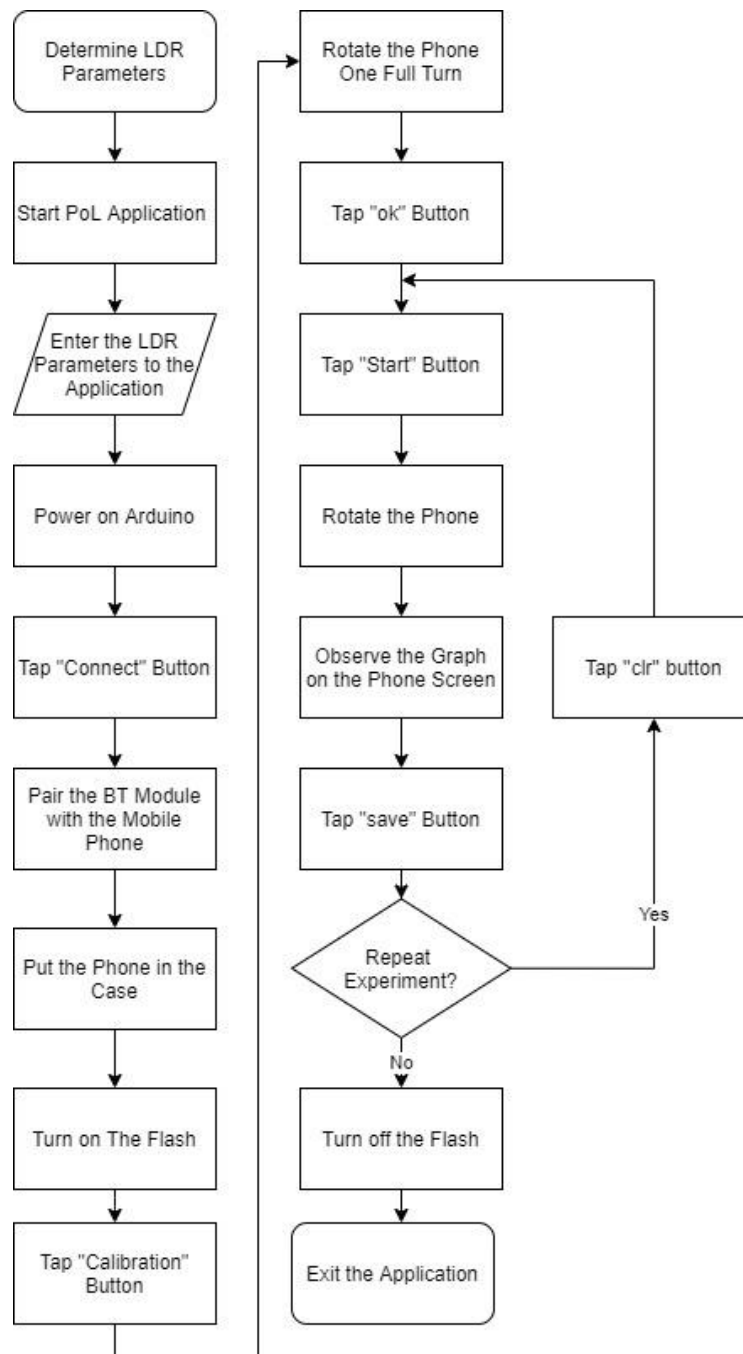 Determine LDR
Parameters
Start PoL Application
Enter the LDR
Parameters to the
Application
Power on Arduino
Tap "Connect" Button
Pair the BT Module
with the Mobile
Phone
Put the Phone in the
Case
Turn on The Flash
Tap "Calibration"
Button
Rotate the Phone
One Full Turn
Tap "ok" Button
Tap "Start" Button
Rotate the Phone
Observe the Graph
on the Phone Screen
Tap "save" Button
Repeat
Experiment?
Yes
Tap "clr" button
No
Turn off the Flash
Exit the Application